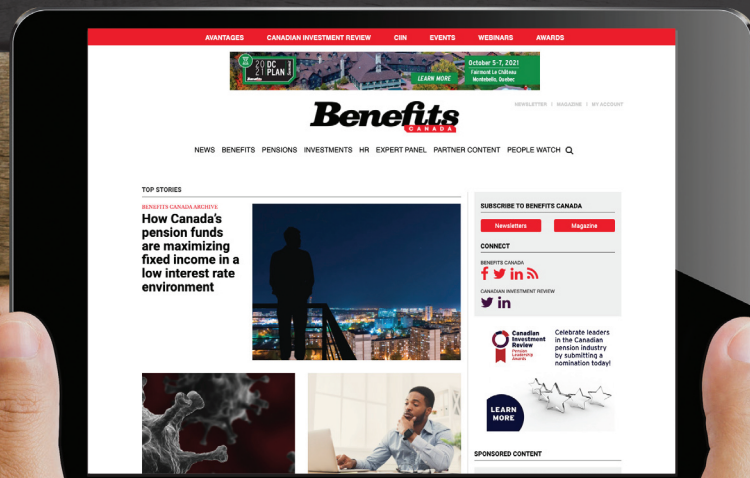 AVANTAGES CANADIAN INVESTMENT REVIEW CIIN EVENTS WEBINARS AWARDS
20 DC
21 PLAN
LEARN MORE
October 5-7, 2021
Fairmont Le Château
Montebello, Quebec
NEWSLETTER | MAGAZINE | MY ACCOUNT
Benefits
CANADA
NEWS BENEFITS PENSIONS INVESTMENTS HR EXPERT PANEL PARTNER CONTENT PEOPLE WATCH
TOP STORIES
BENEFITS CANADA ARCHIVE
How Canada's
pension funds
are maximizing
fixed income in a
low interest rate
environment
SUBSCRIBE TO BENEFITS CANADA
Newsletters Magazine
CONNECT
BENEFITS CANADA
CANADIAN INVESTMENT REVIEW
Canadian
Investment
Review
Pension
Leadership
Awards
Celebrate leaders
in the Canadian
pension industry
by submitting a
nomination today!
LEARN
MORE
SPONSORED CONTENT